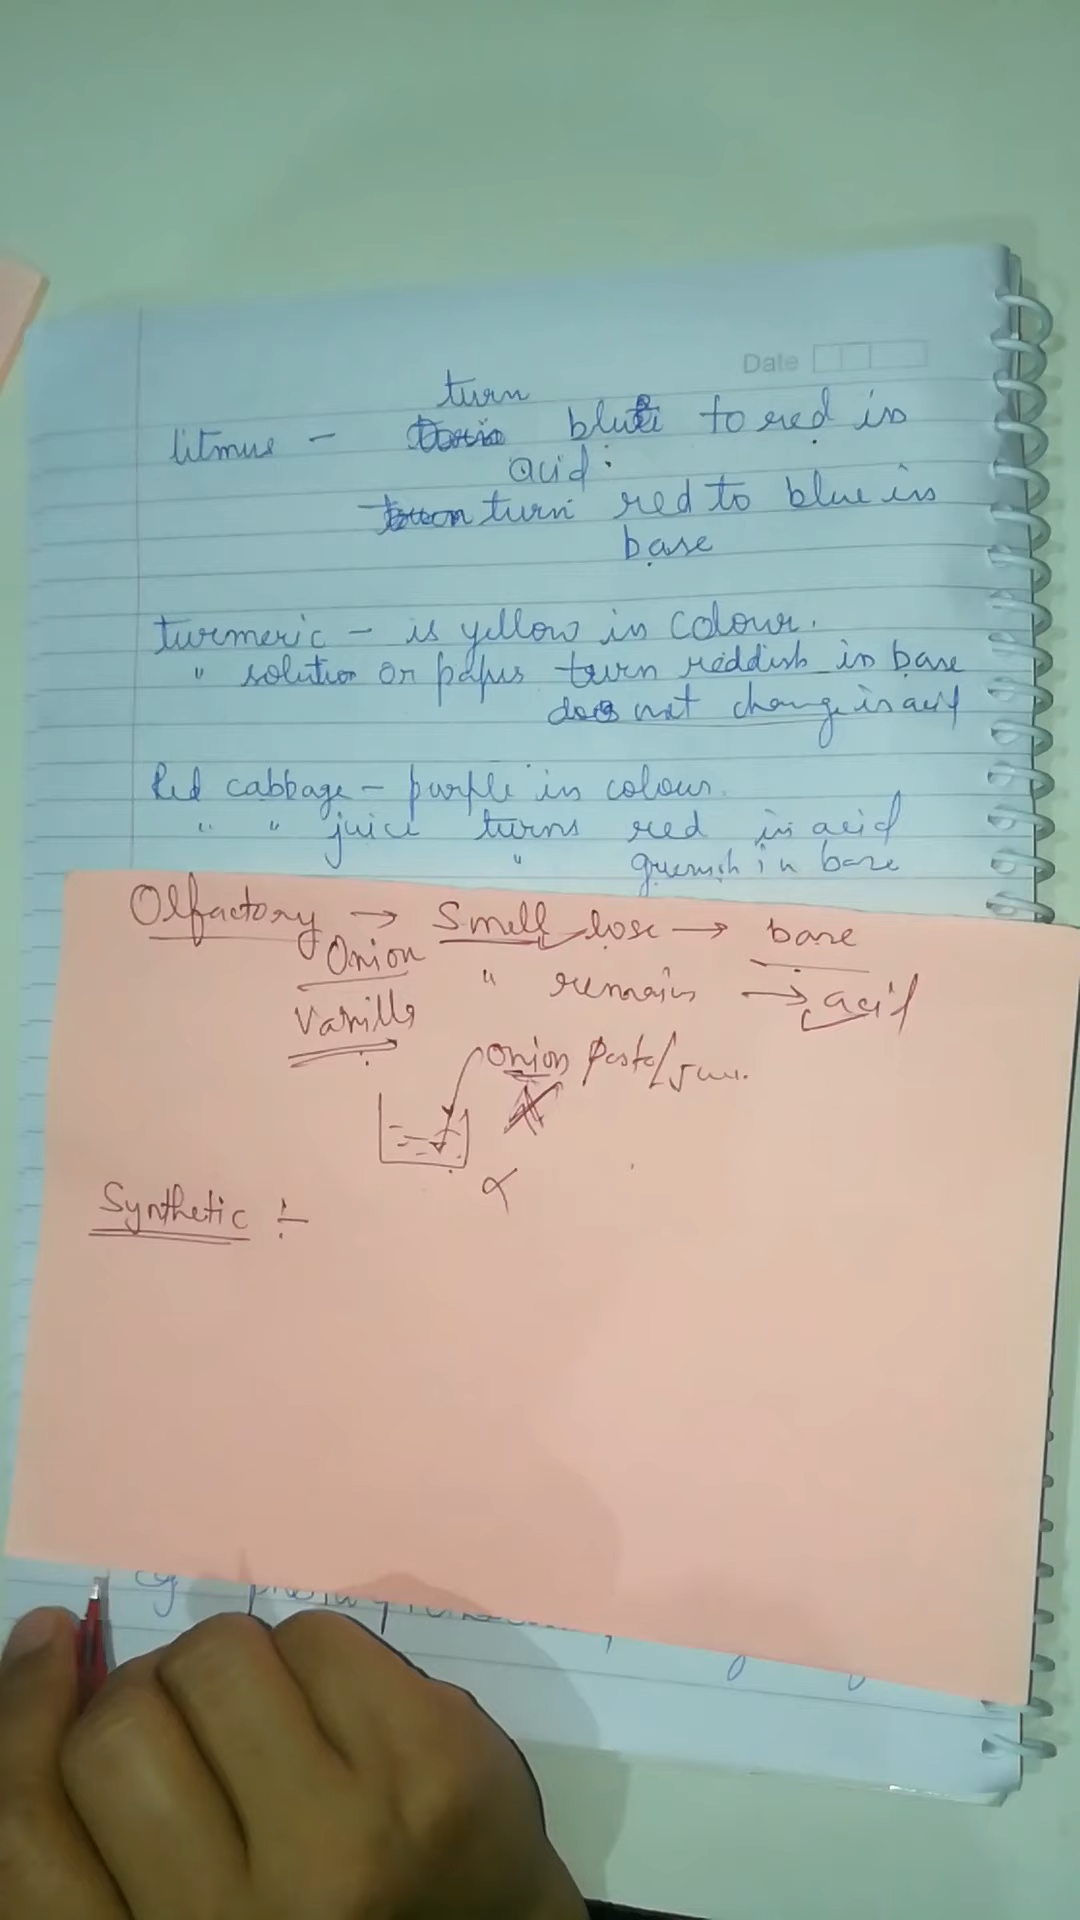 Date
turn
litmus - blue to red in
acid.
turn red to blue in
base
turmeric - is yellow in colour.
" solution or papes turn reddish in base
does not change in acid
Red cabbage - purple in colour.
" " juice turns red in acid
" greenish in base
Olfactory → Smell lose → base
Onion " remains → acid
Vanilla
onion Paste/
Synthetic :-